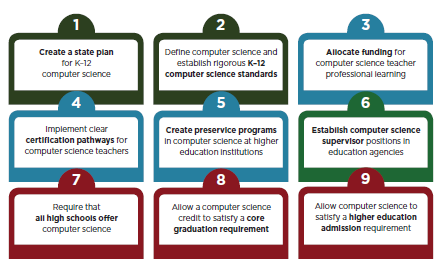 1
Create a state plan
for K–12
computer science
2
Define computer science and
establish rigorous K–12
computer science standards
3
Allocate funding for
computer science teacher
professional learning
4
Implement clear
certification pathways for
computer science teachers
5
Create preservice programs
in computer science at higher
education institutions
6
Establish computer science
supervisor positions in
education agencies
7
Require that
all high schools offer
computer science
8
Allow a computer science
credit to satisfy a core
graduation requirement
9
Allow computer science to
satisfy a higher education
admission requirement